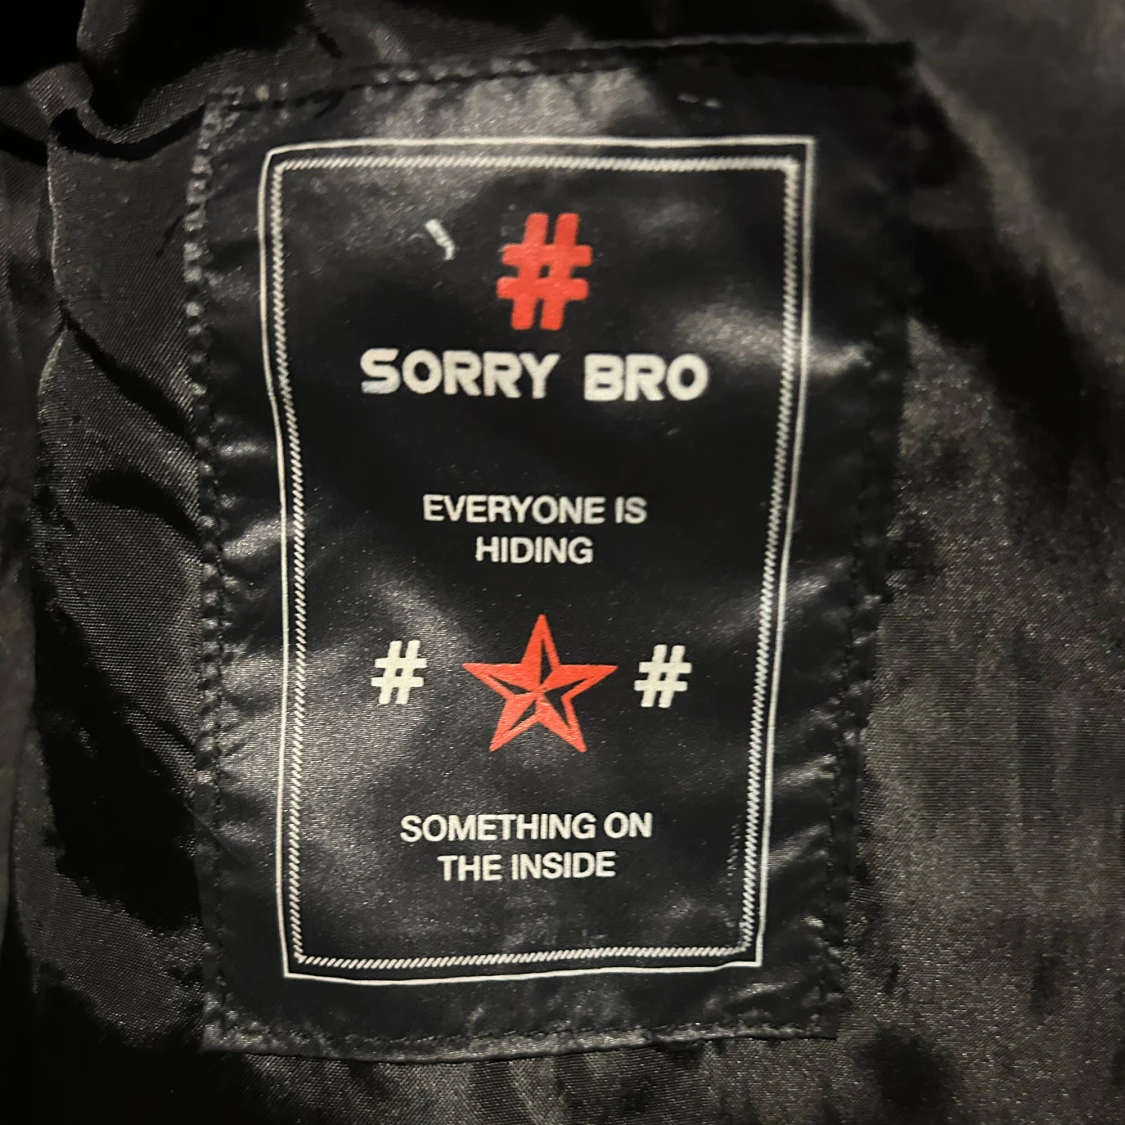 #
SORRY BRO
EVERYONE IS
HIDING
# #
SOMETHING ON
THE INSIDE